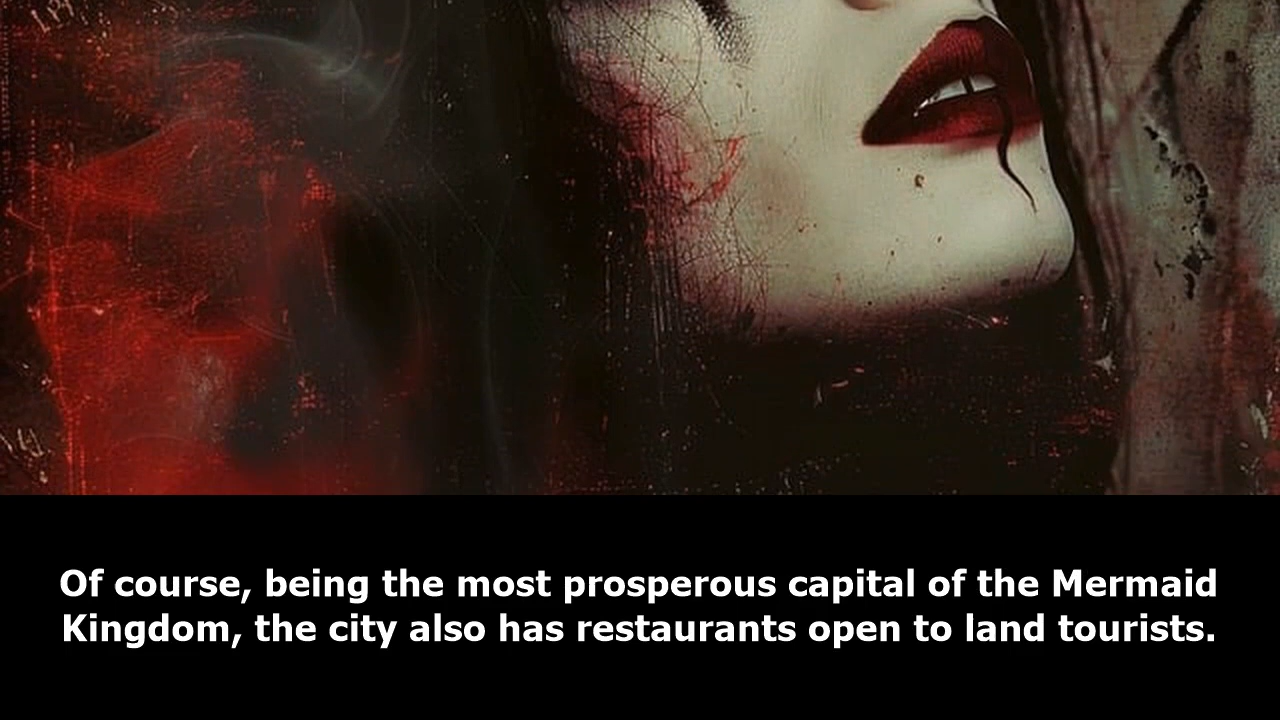 Of course, being the most prosperous capital of the Mermaid
Kingdom, the city also has restaurants open to land tourists.